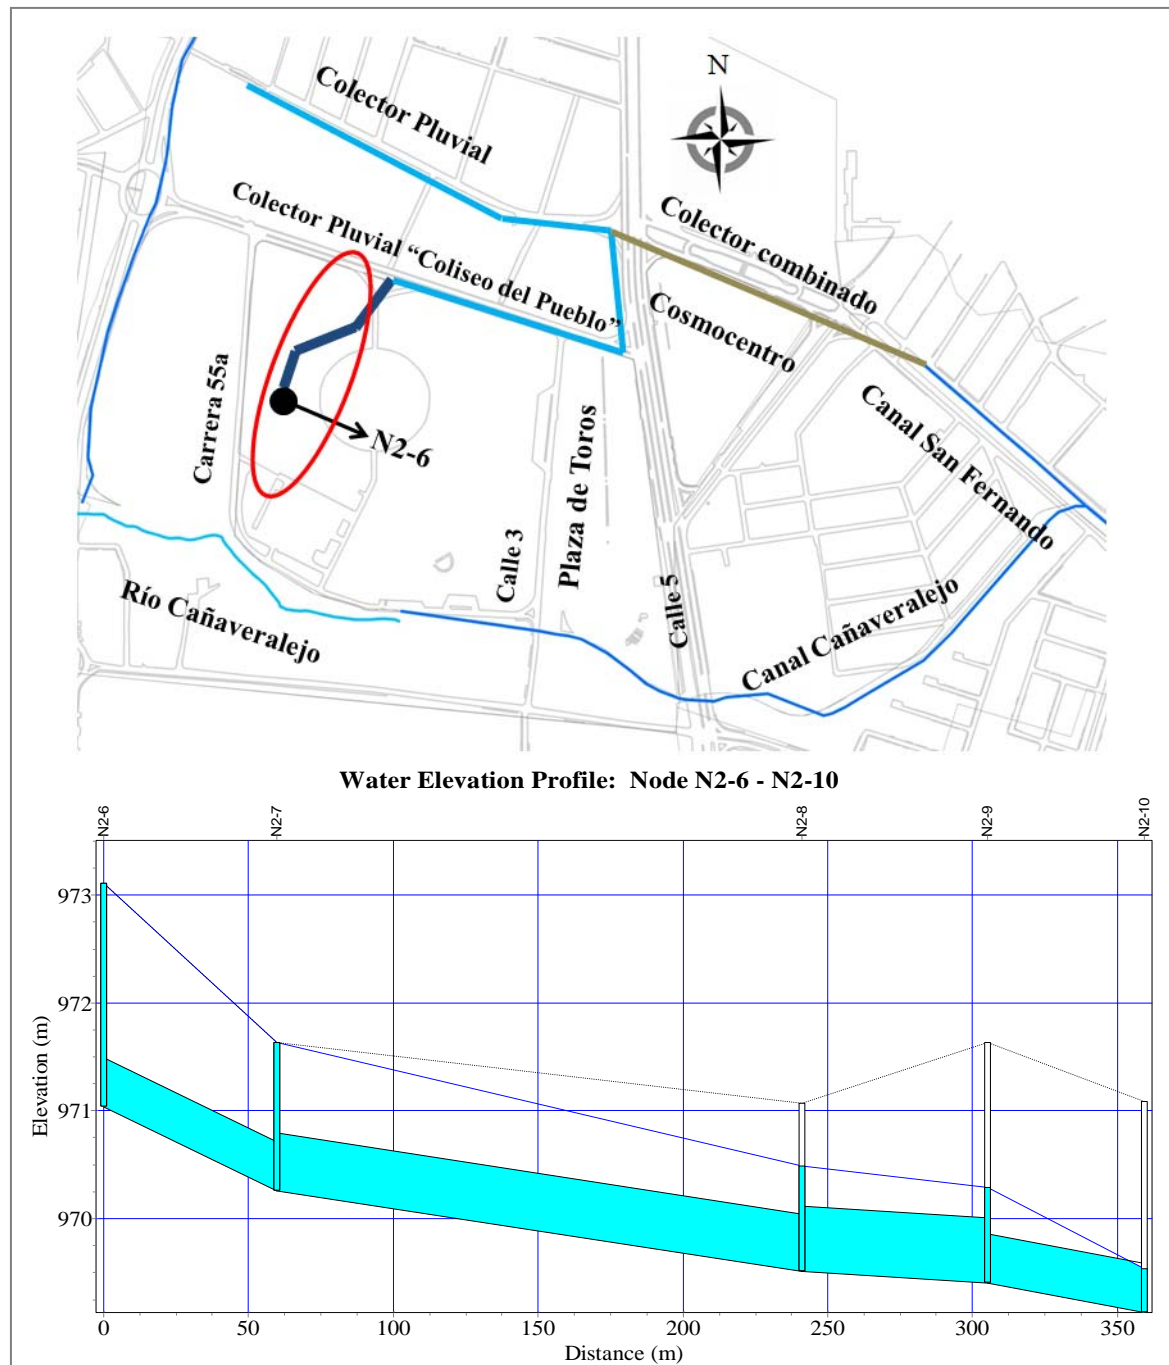 N
Colector Pluvial
Colector Pluvial “Coliseo del Pueblo”
Colector combinado
Cosmocentro
Carrera 55a
N2-6
Canal San Fernando
Plaza de Toros
Calle 3
Calle 5
Río Cañaveralejo
Canal Cañaveralejo
Water Elevation Profile: Node N2-6 - N2-10
N2-6
N2-7
N2-8
N2-9
N2-10
973
972
971
970
Elevation (m)
0 50 100 150 200 250 300 350
Distance (m)